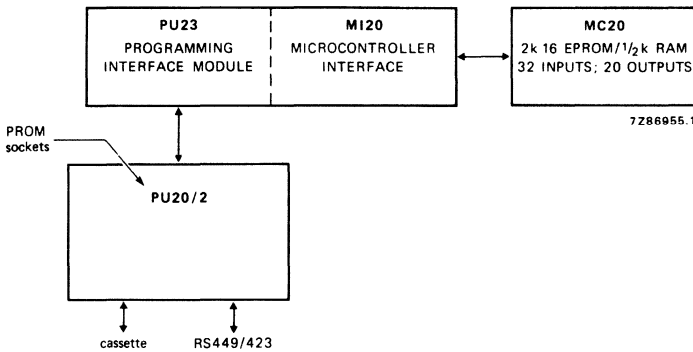 PU23
PROGRAMMING
INTERFACE MODULE
MI20
MICROCONTROLLER
INTERFACE
MC20
2k 16 EPROM/½k RAM
32 INPUTS; 20 OUTPUTS
7Z86955.1
PROM
sockets
PU20/2
cassette
RS449/423